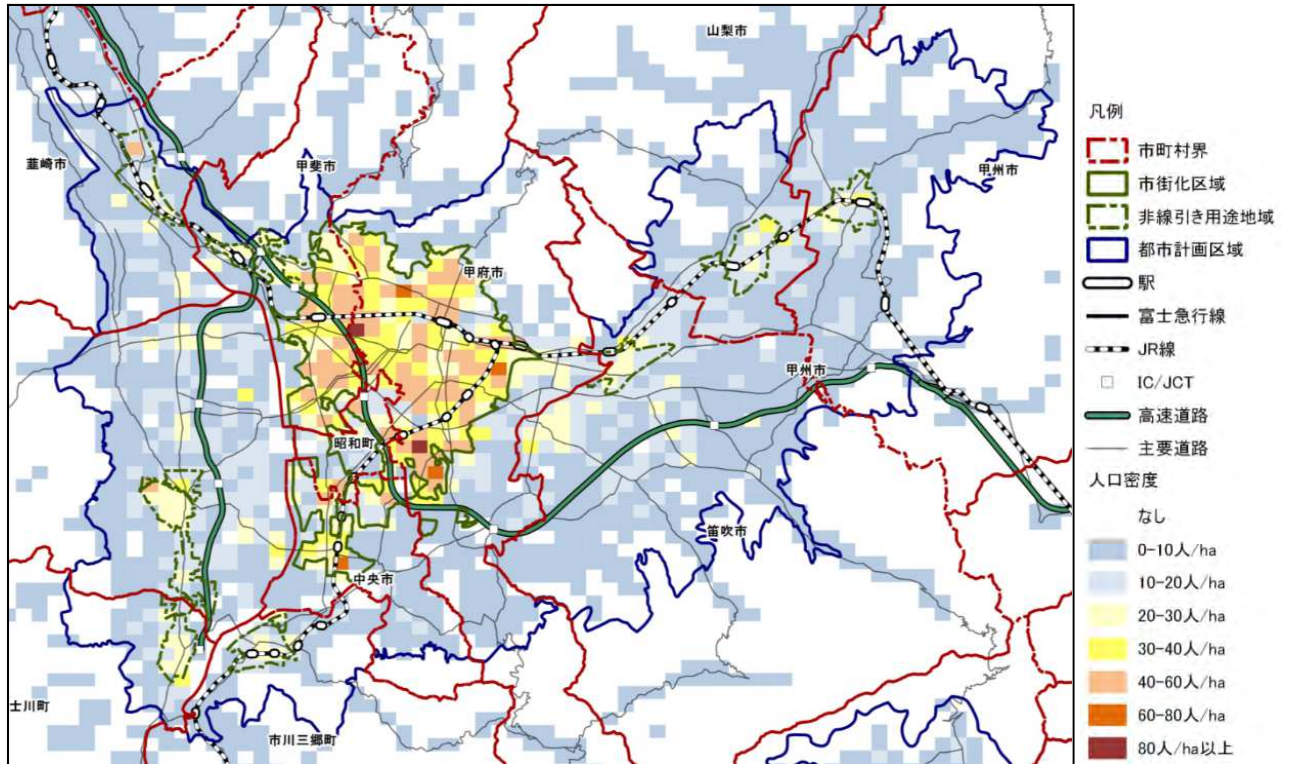 山梨市
韮崎市
甲斐市
甲州市
甲府市
甲州市
昭和町
笛吹市
中央市
士川町
市川三郷町
凡例
市町村界
市街化区域
非線引き用途地域
都市計画区域
駅
富士急行線
JR線
IC/JCT
高速道路
主要道路
人口密度
なし
0-10人/ha
10-20人/ha
20-30人/ha
30-40人/ha
40-60人/ha
60-80人/ha
80人/ha以上